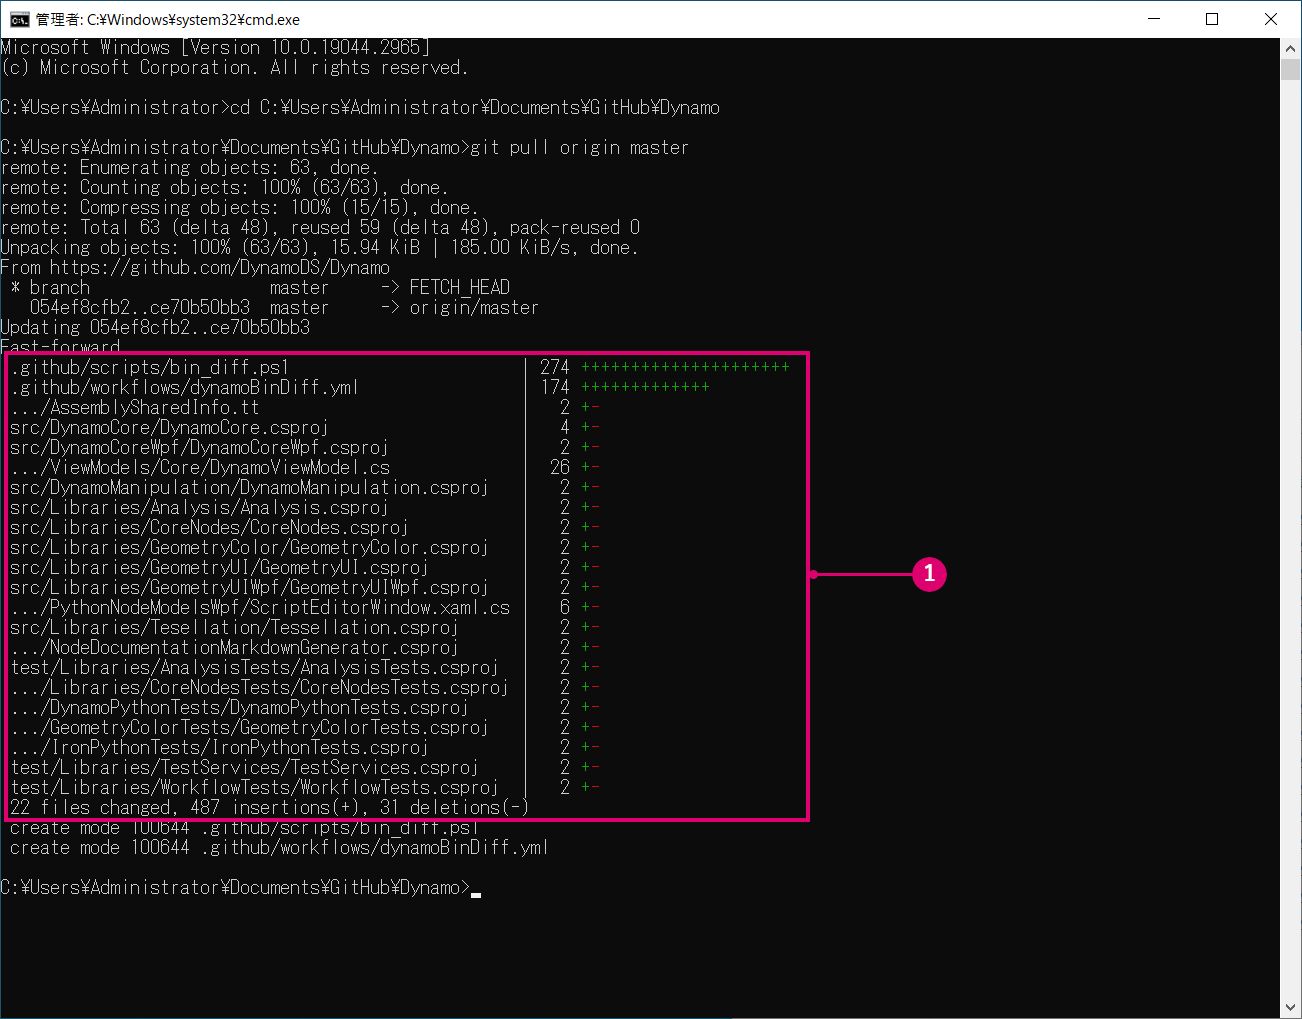 管理者: C:¥Windows¥system32¥cmd.exe
Microsoft Windows [Version 10.0.19044.2965]
(c) Microsoft Corporation. All rights reserved.
C:¥Users¥Administrator>cd C:¥Users¥Administrator¥Documents¥GitHub¥Dynamo
C:¥Users¥Administrator¥Documents¥GitHub¥Dynamo>git pull origin master
remote: Enumerating objects: 63, done.
remote: Counting objects: 100% (63/63), done.
remote: Compressing objects: 100% (15/15), done.
remote: Total 63 (delta 48), reused 59 (delta 48), pack-reused 0
Unpacking objects: 100% (63/63), 15.94 KiB | 185.00 KiB/s, done.
From https://github.com/DynamoDS/Dynamo
 * branch                  master     -> FETCH_HEAD
   054ef8cfb2..ce70b50bb3  master     -> origin/master
Updating 054ef8cfb2..ce70b50bb3
Fast-forward
 .github/scripts/bin_diff.ps1                       | 274 +++++++++++++++++++++
 .github/workflows/dynamoBinDiff.yml                | 174 +++++++++++++
 .../AssemblySharedInfo.tt                          |   2 +-
 src/DynamoCore/DynamoCore.csproj                   |   4 +-
 src/DynamoCoreWpf/DynamoCoreWpf.csproj             |   2 +-
 .../ViewModels/Core/DynamoViewModel.cs             |  26 +-
 src/DynamoManipulation/DynamoManipulation.csproj   |   2 +-
 src/Libraries/Analysis/Analysis.csproj             |   2 +-
 src/Libraries/CoreNodes/CoreNodes.csproj           |   2 +-
 src/Libraries/GeometryColor/GeometryColor.csproj   |   2 +-
 src/Libraries/GeometryUI/GeometryUI.csproj         |   2 +-
 src/Libraries/GeometryUIWpf/GeometryUIWpf.csproj   |   2 +-
 .../PythonNodeModelsWpf/ScriptEditorWindow.xaml.cs |   6 +-
 src/Libraries/Tesellation/Tessellation.csproj      |   2 +-
 .../NodeDocumentationMarkdownGenerator.csproj      |   2 +-
 test/Libraries/AnalysisTests/AnalysisTests.csproj  |   2 +-
 .../Libraries/CoreNodesTests/CoreNodesTests.csproj |   2 +-
 .../DynamoPythonTests/DynamoPythonTests.csproj     |   2 +-
 .../GeometryColorTests/GeometryColorTests.csproj   |   2 +-
 .../IronPythonTests/IronPythonTests.csproj         |   2 +-
 test/Libraries/TestServices/TestServices.csproj    |   2 +-
 test/Libraries/WorkflowTests/WorkflowTests.csproj  |   2 +-
 22 files changed, 487 insertions(+), 31 deletions(-)
 create mode 100644 .github/scripts/bin_diff.ps1
 create mode 100644 .github/workflows/dynamoBinDiff.yml
C:¥Users¥Administrator¥Documents¥GitHub¥Dynamo>
1